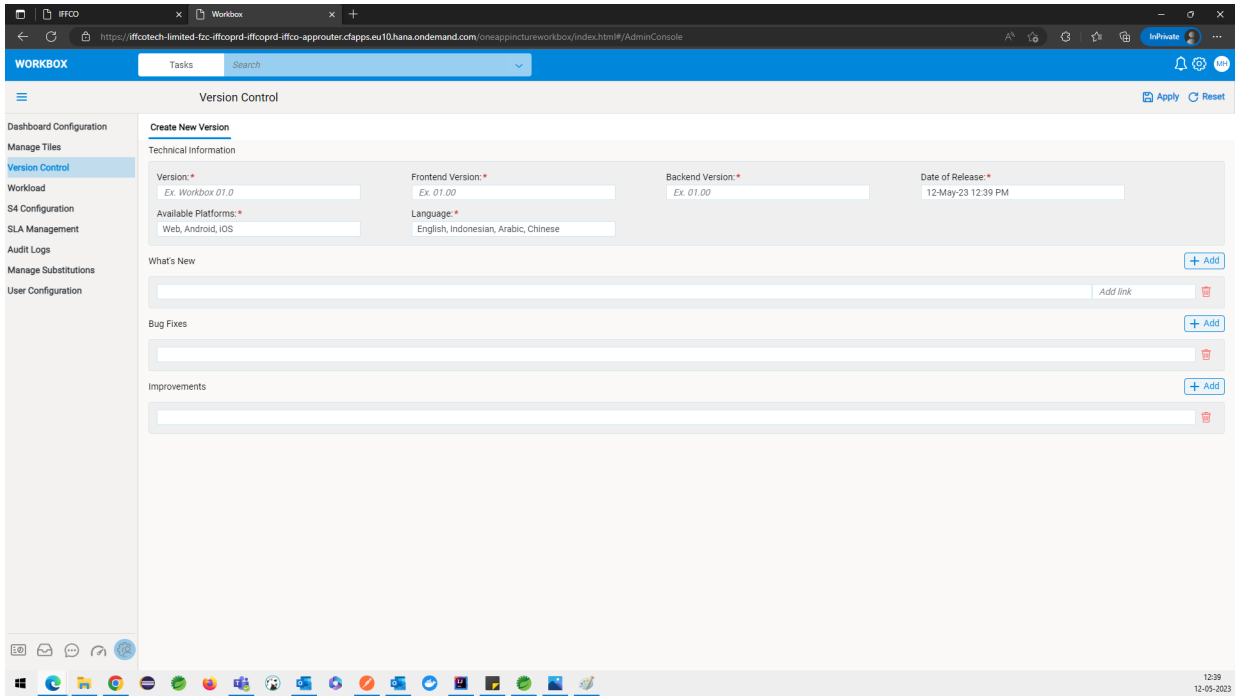 IFFCO
Workbox
https://iffcotech-limited-fzc-iffcoprd-iffcoprd-iffco-approuter.cfapps.eu10.hana.ondemand.com/oneappinctureworkbox/index.html#/AdminConsole
InPrivate
WORKBOX
Tasks
Search
MH
Version Control
Apply
Reset
Dashboard Configuration
Manage Tiles
Version Control
Workload
S4 Configuration
SLA Management
Audit Logs
Manage Substitutions
User Configuration
Create New Version
Technical Information
Version:*
Frontend Version:*
Backend Version:*
Date of Release:*
Ex. Workbox 01.0
Ex. 01.00
Ex. 01.00
12-May-23 12:39 PM
Available Platforms:*
Language:*
Web, Android, iOS
English, Indonesian, Arabic, Chinese
What's New
+ Add
Add link
Bug Fixes
+ Add
Improvements
+ Add
12:39
12-05-2023